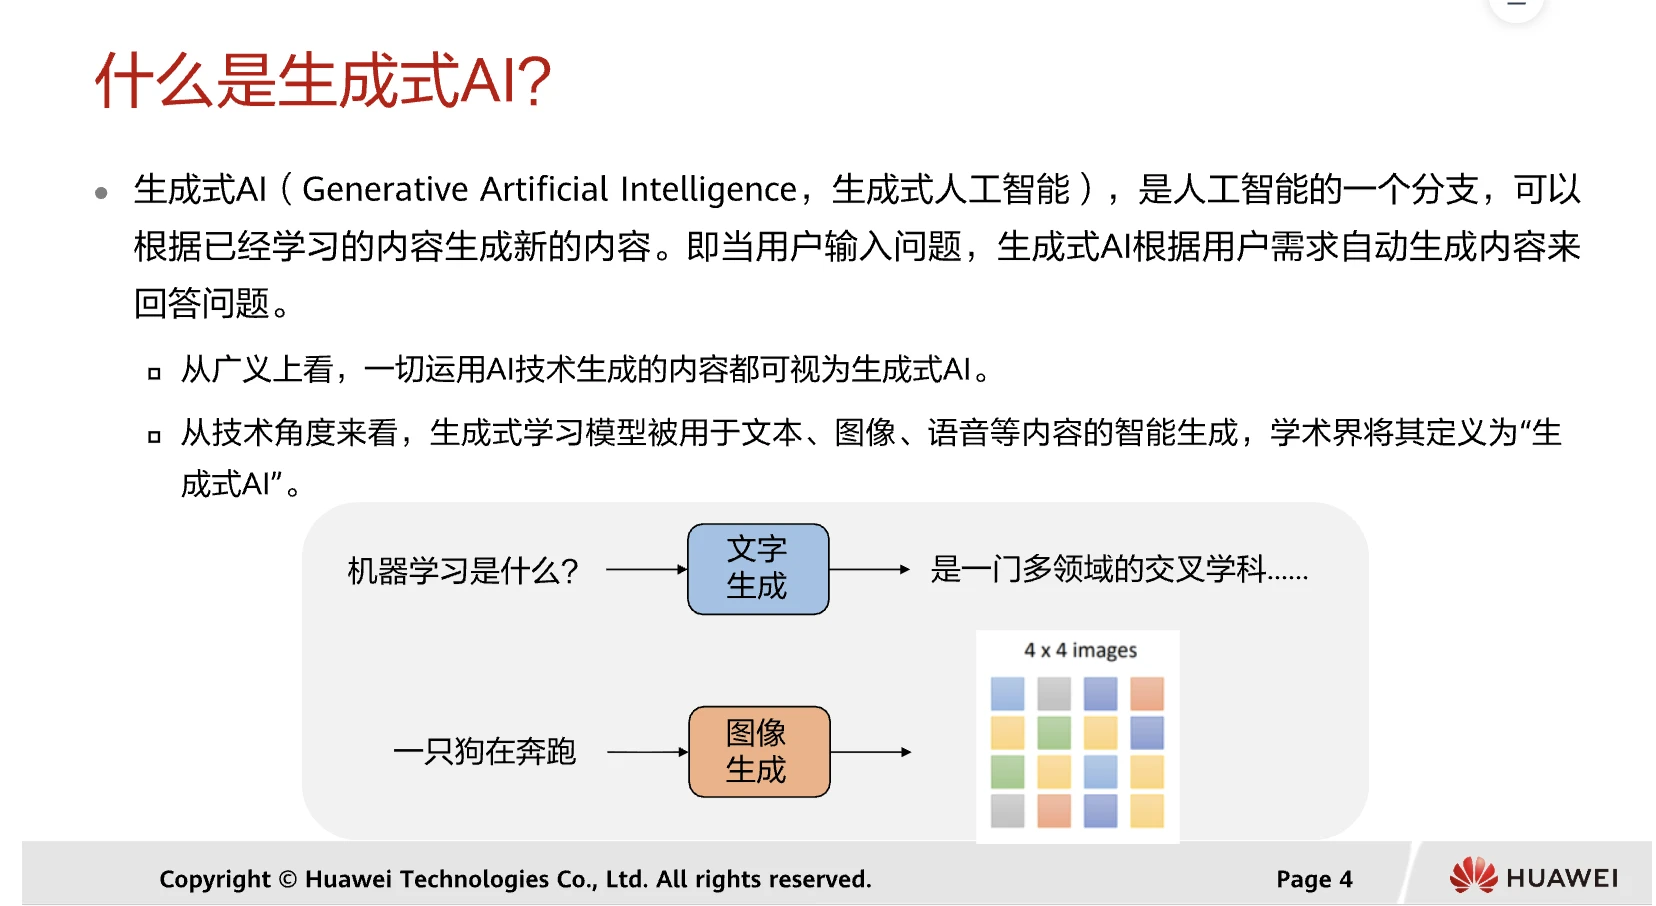 什么是生成式AI？
生成式AI（Generative Artificial Intelligence，生成式人工智能），是人工智能的一个分支，可以
根据已经学习的内容生成新的内容。即当用户输入问题，生成式AI根据用户需求自动生成内容来
回答问题。
从广义上看，一切运用AI技术生成的内容都可视为生成式AI。
从技术角度来看，生成式学习模型被用于文本、图像、语音等内容的智能生成，学术界将其定义为“生
成式AI”。
机器学习是什么？
文字
生成
是一门多领域的交叉学科......
一只狗在奔跑
图像
生成
4 x 4 images
Copyright © Huawei Technologies Co., Ltd. All rights reserved.
Page 4
HUAWEI